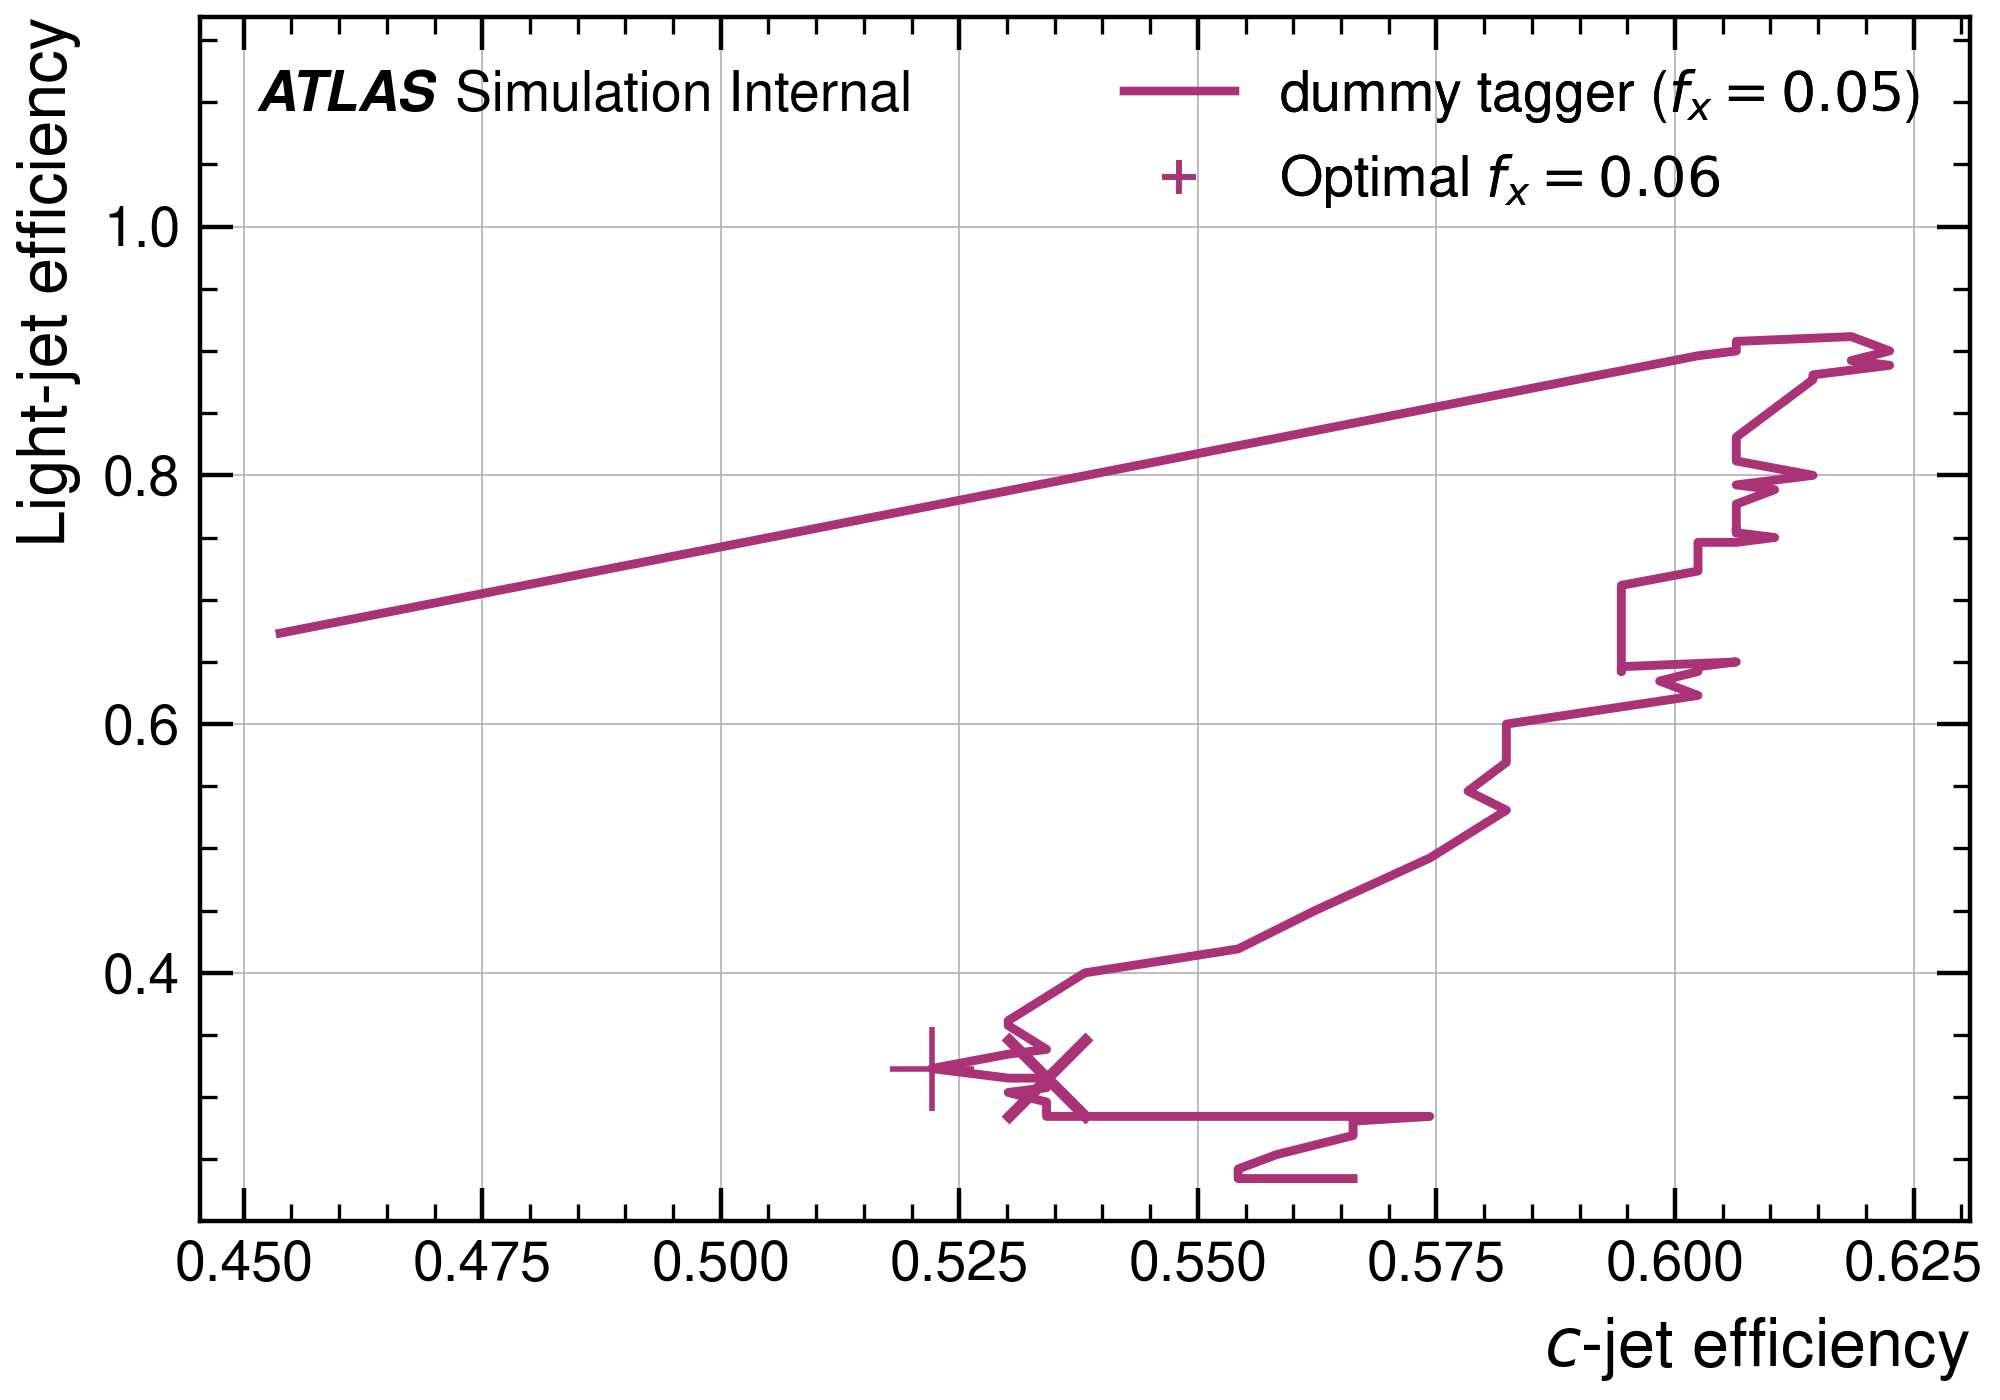 ATLAS Simulation Internal
dummy tagger (fₓ = 0.05)
Optimal fₓ = 0.06
Light-jet efficiency
1.0
0.8
0.6
0.4
0.450 0.475 0.500 0.525 0.550 0.575 0.600 0.625
c-jet efficiency